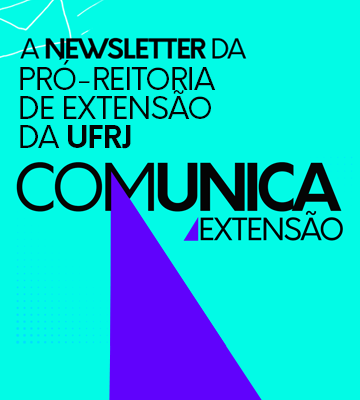 A NEWSLETTER DA
PRÓ-REITORIA
DE EXTENSÃO
DA UFRJ
COMUNICA
EXTENSÃO